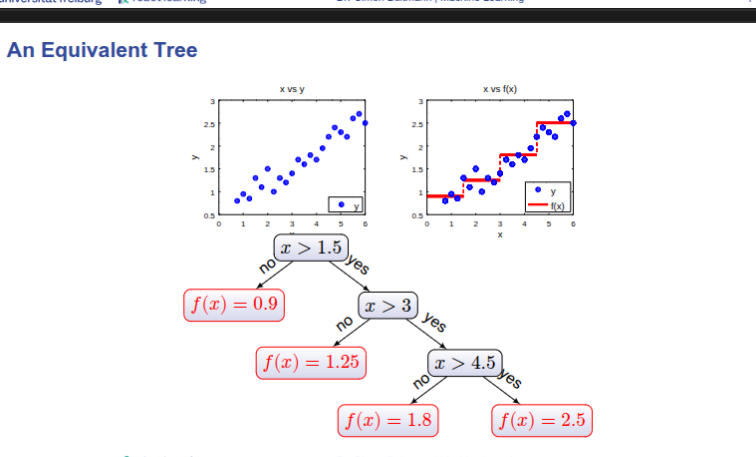 An Equivalent Tree
x vs y
x vs f(x)
3
2.5
2
1.5
1
0.5
y
0 1 2 3 4 5 6
y
3
2.5
2
1.5
1
0.5
y
0 1 2 3 4 5 6
x
y
f(x)
x > 1.5
no
yes
f(x) = 0.9
x > 3
no
yes
f(x) = 1.25
x > 4.5
no
yes
f(x) = 1.8
f(x) = 2.5